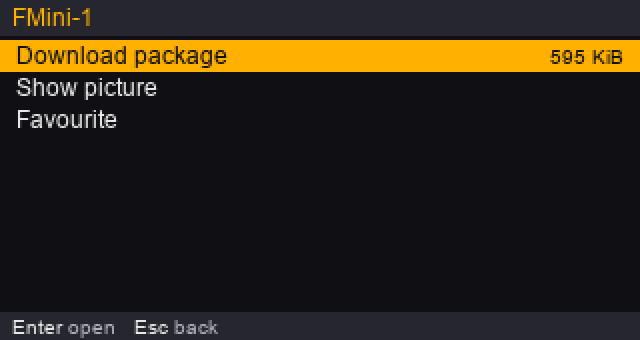 FMini-1
Download package 595 KiB
Show picture
Favourite
Enter open Esc back